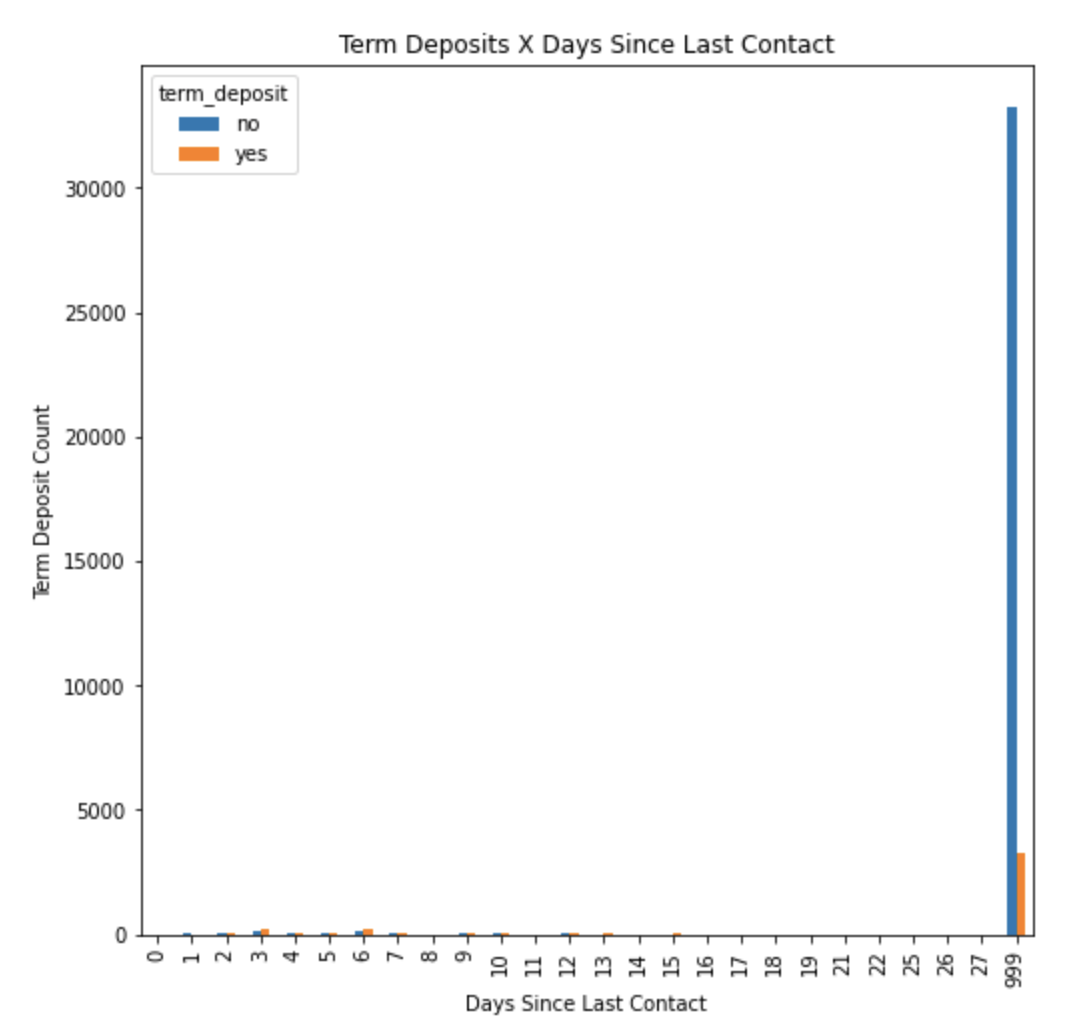 Term Deposits X Days Since Last Contact
term_deposit
no
yes
30000
25000
20000
15000
10000
5000
0
Term Deposit Count
0 1 2 3 4 5 6 7 8 9 10 11 12 13 14 15 16 17 18 19 21 22 25 26 27 999
Days Since Last Contact